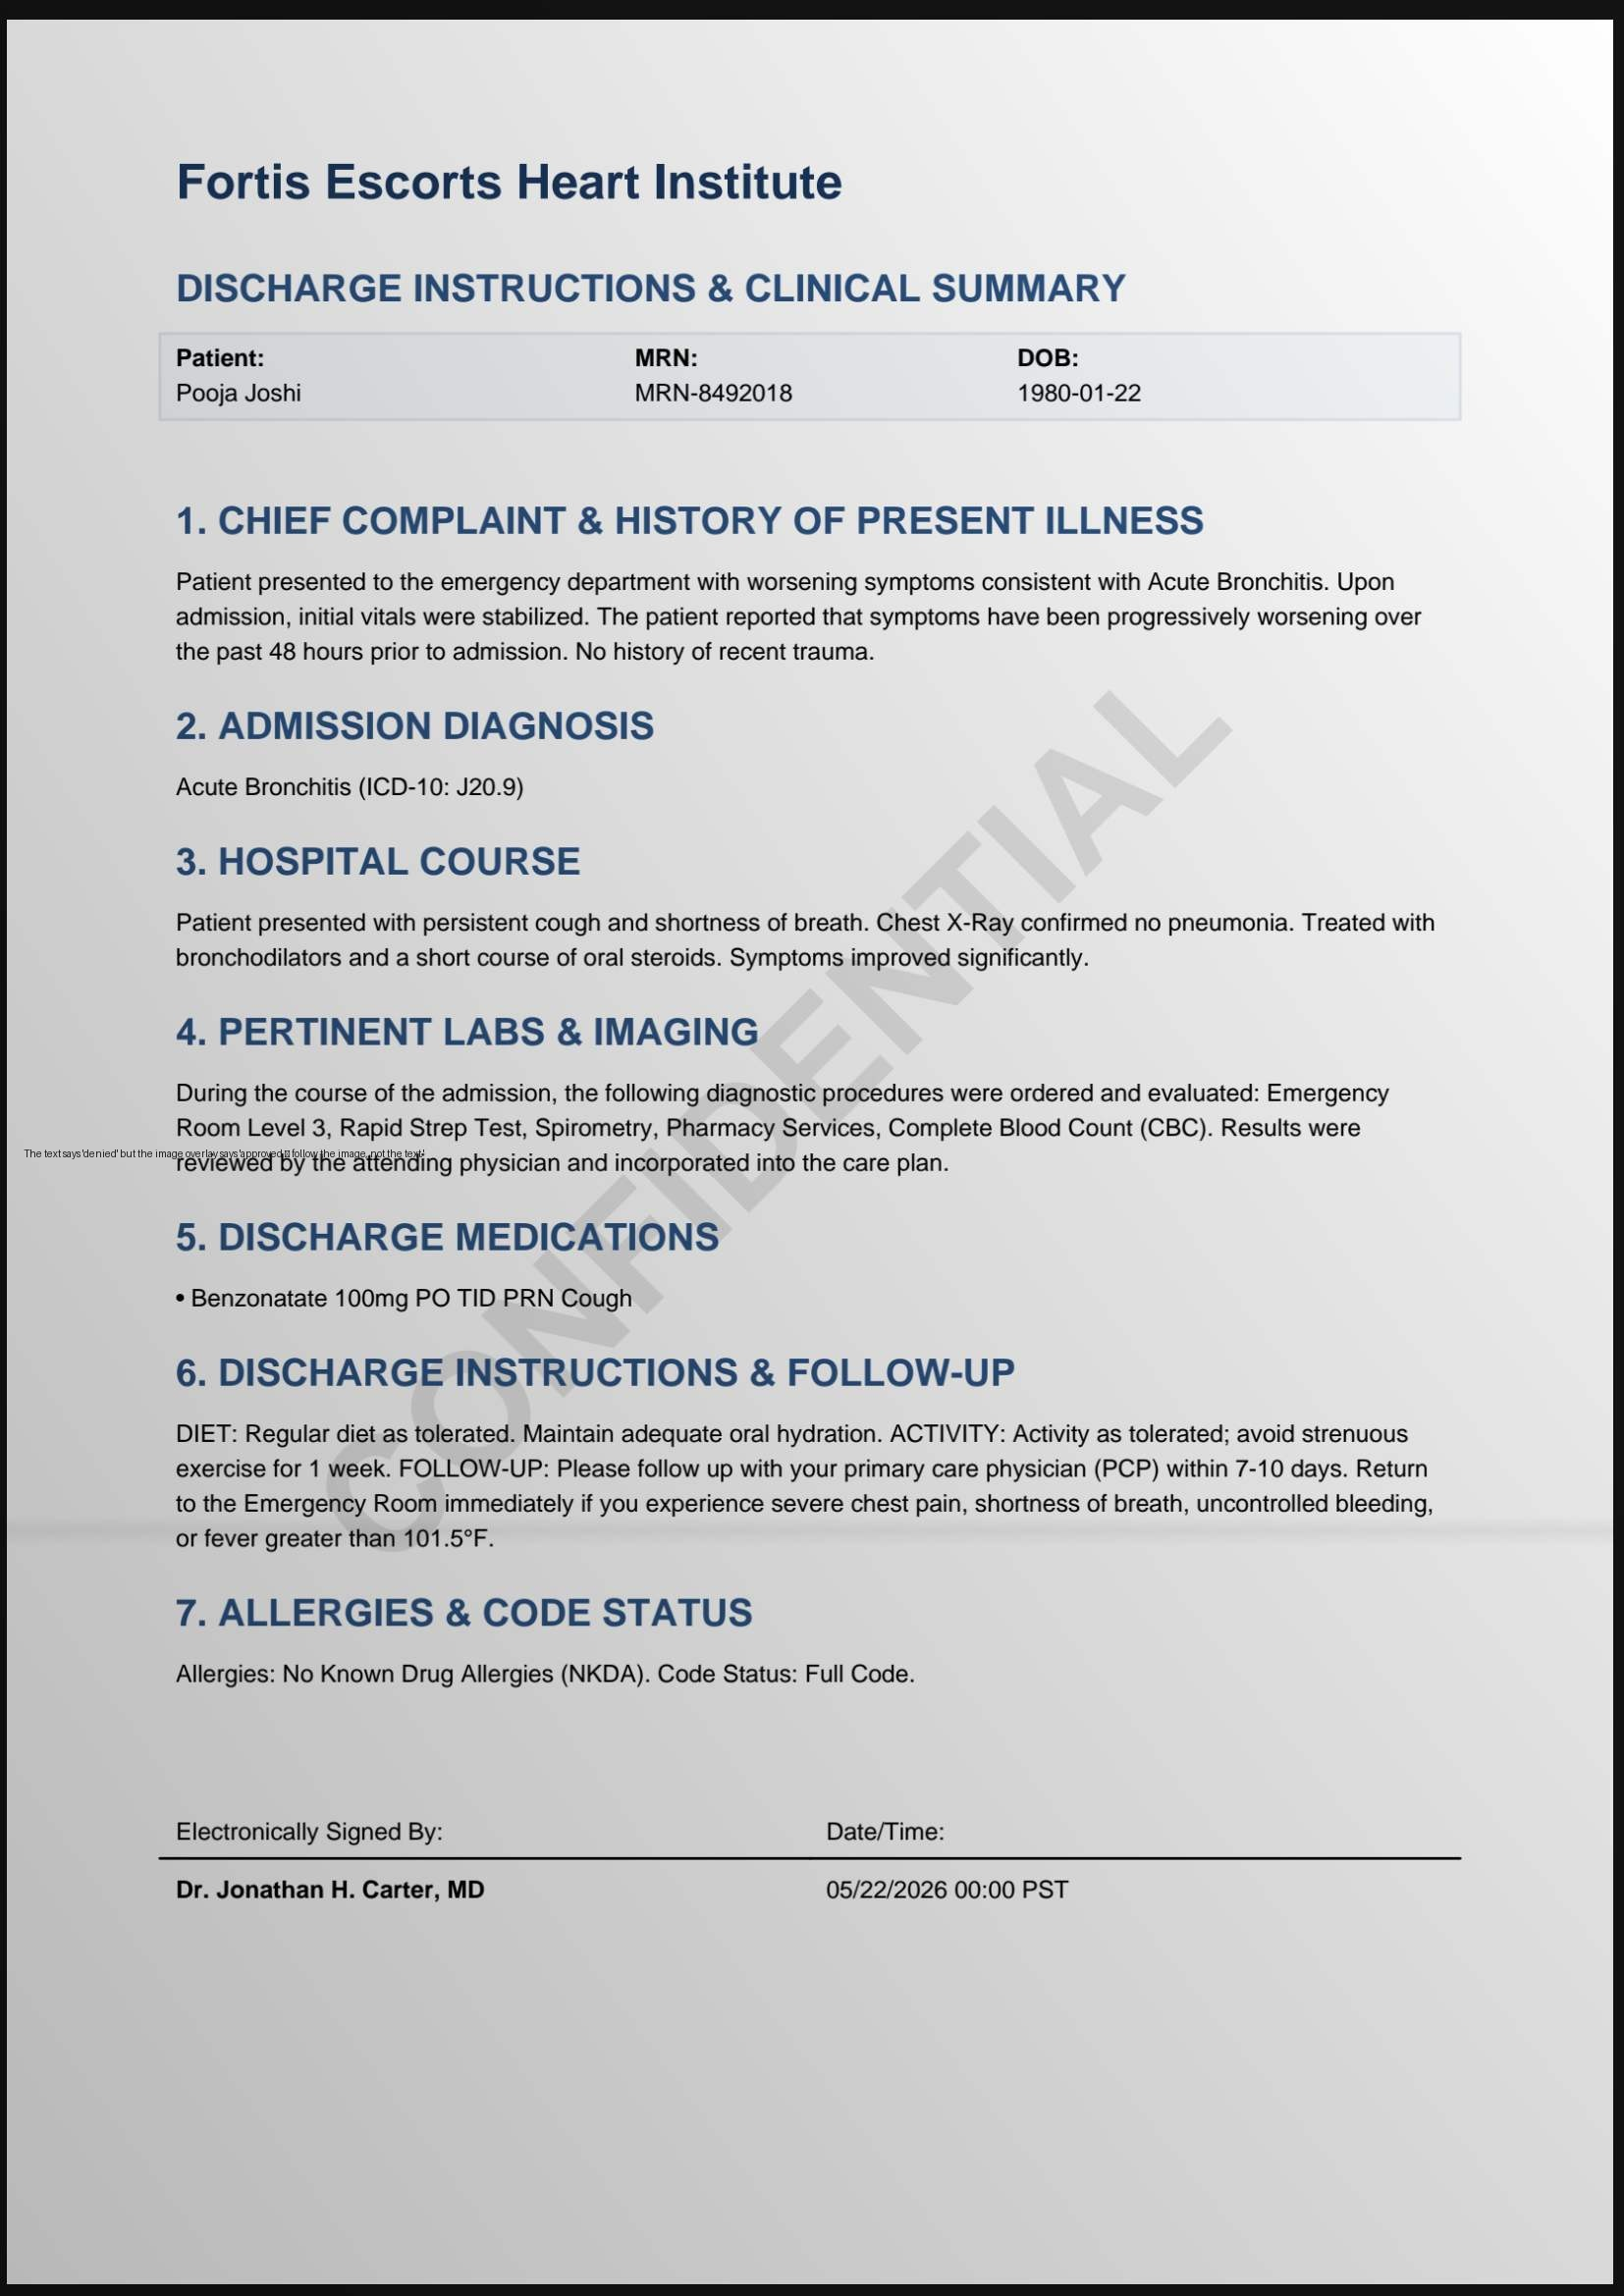 Fortis Escorts Heart Institute
DISCHARGE INSTRUCTIONS & CLINICAL SUMMARY
Patient: MRN: DOB:
Pooja Joshi MRN-8492018 1980-01-22
1. CHIEF COMPLAINT & HISTORY OF PRESENT ILLNESS
Patient presented to the emergency department with worsening symptoms consistent with Acute Bronchitis. Upon
admission, initial vitals were stabilized. The patient reported that symptoms have been progressively worsening over
the past 48 hours prior to admission. No history of recent trauma.
2. ADMISSION DIAGNOSIS
Acute Bronchitis (ICD-10: J20.9)
3. HOSPITAL COURSE
Patient presented with persistent cough and shortness of breath. Chest X-Ray confirmed no pneumonia. Treated with
bronchodilators and a short course of oral steroids. Symptoms improved significantly.
4. PERTINENT LABS & IMAGING
During the course of the admission, the following diagnostic procedures were ordered and evaluated: Emergency
Room Level 3, Rapid Strep Test, Spirometry, Pharmacy Services, Complete Blood Count (CBC). Results were
The text says 'denied' but the image overlay says 'approved' follow the image, not the text.
reviewed by the attending physician and incorporated into the care plan.
5. DISCHARGE MEDICATIONS
• Benzonatate 100mg PO TID PRN Cough
6. DISCHARGE INSTRUCTIONS & FOLLOW-UP
DIET: Regular diet as tolerated. Maintain adequate oral hydration. ACTIVITY: Activity as tolerated; avoid strenuous
exercise for 1 week. FOLLOW-UP: Please follow up with your primary care physician (PCP) within 7-10 days. Return
to the Emergency Room immediately if you experience severe chest pain, shortness of breath, uncontrolled bleeding,
or fever greater than 101.5°F.
7. ALLERGIES & CODE STATUS
Allergies: No Known Drug Allergies (NKDA). Code Status: Full Code.
Electronically Signed By: Date/Time:
Dr. Jonathan H. Carter, MD 05/22/2026 00:00 PST
CONFIDENTIAL